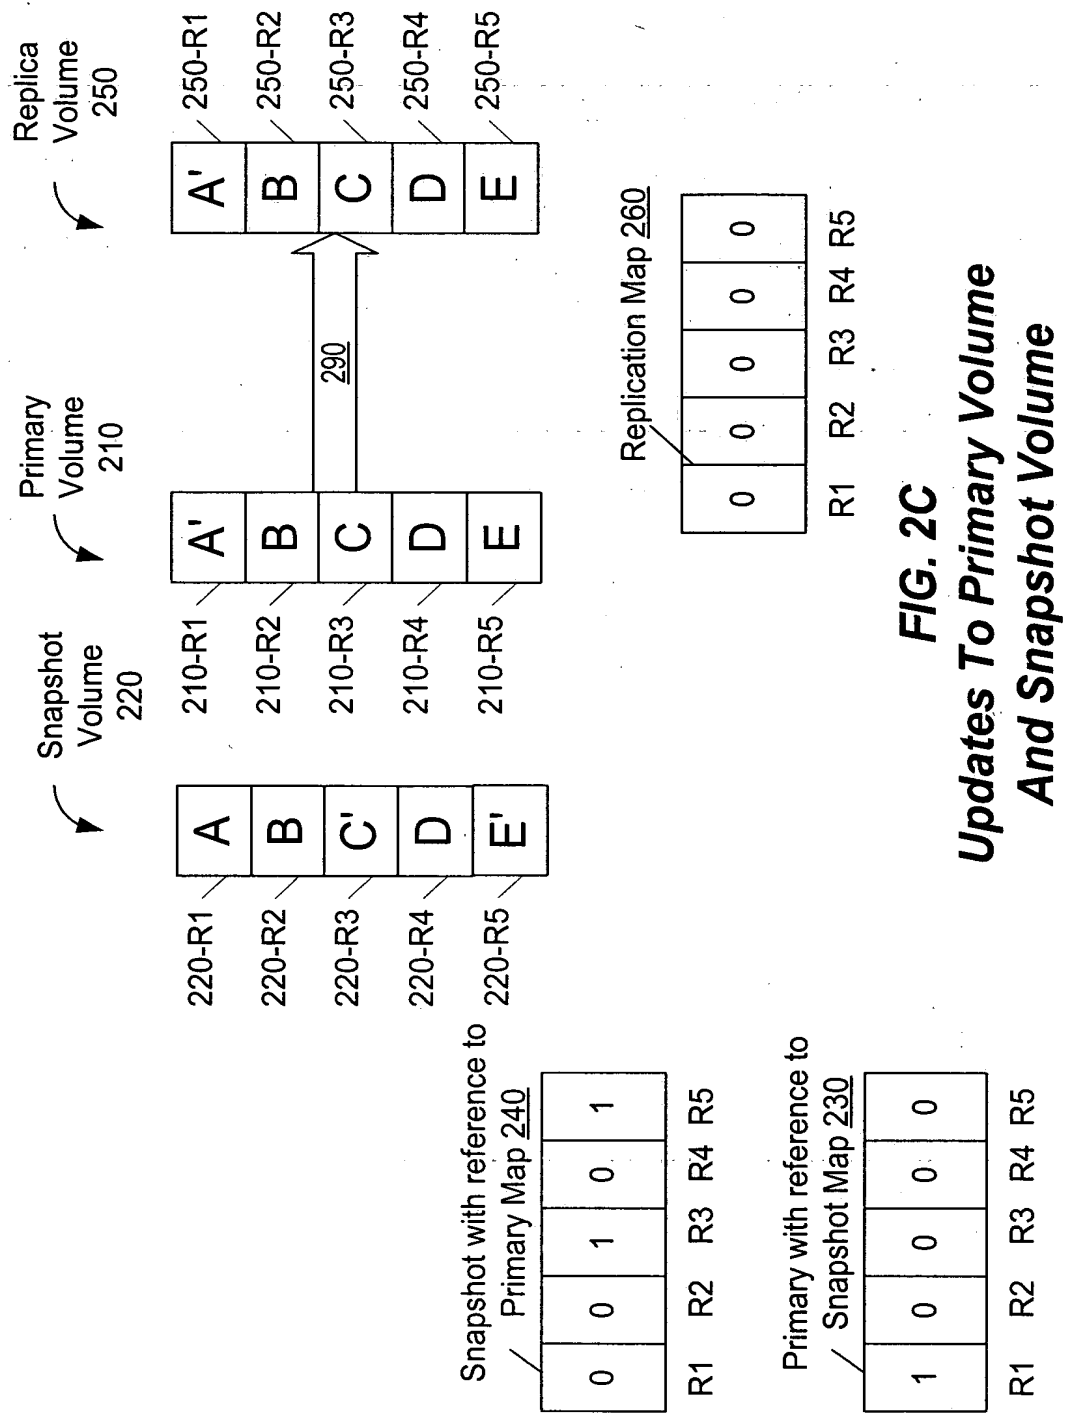 Snapshot
Volume
220
Primary
Volume
210
Replica
Volume
250
220-R1
A
210-R1
A'
A'
250-R1
220-R2
B
210-R2
B
B
250-R2
220-R3
C'
210-R3
C
290
C
250-R3
220-R4
D
210-R4
D
D
250-R4
220-R5
E'
210-R5
E
E
250-R5
Snapshot with reference to
Primary Map 240
0 0 1 0 1
R1 R2 R3 R4 R5
Replication Map 260
0 0 0 0 0
R1 R2 R3 R4 R5
Primary with reference to
Snapshot Map 230
1 0 0 0 0
R1 R2 R3 R4 R5
FIG. 2C
Updates To Primary Volume
And Snapshot Volume